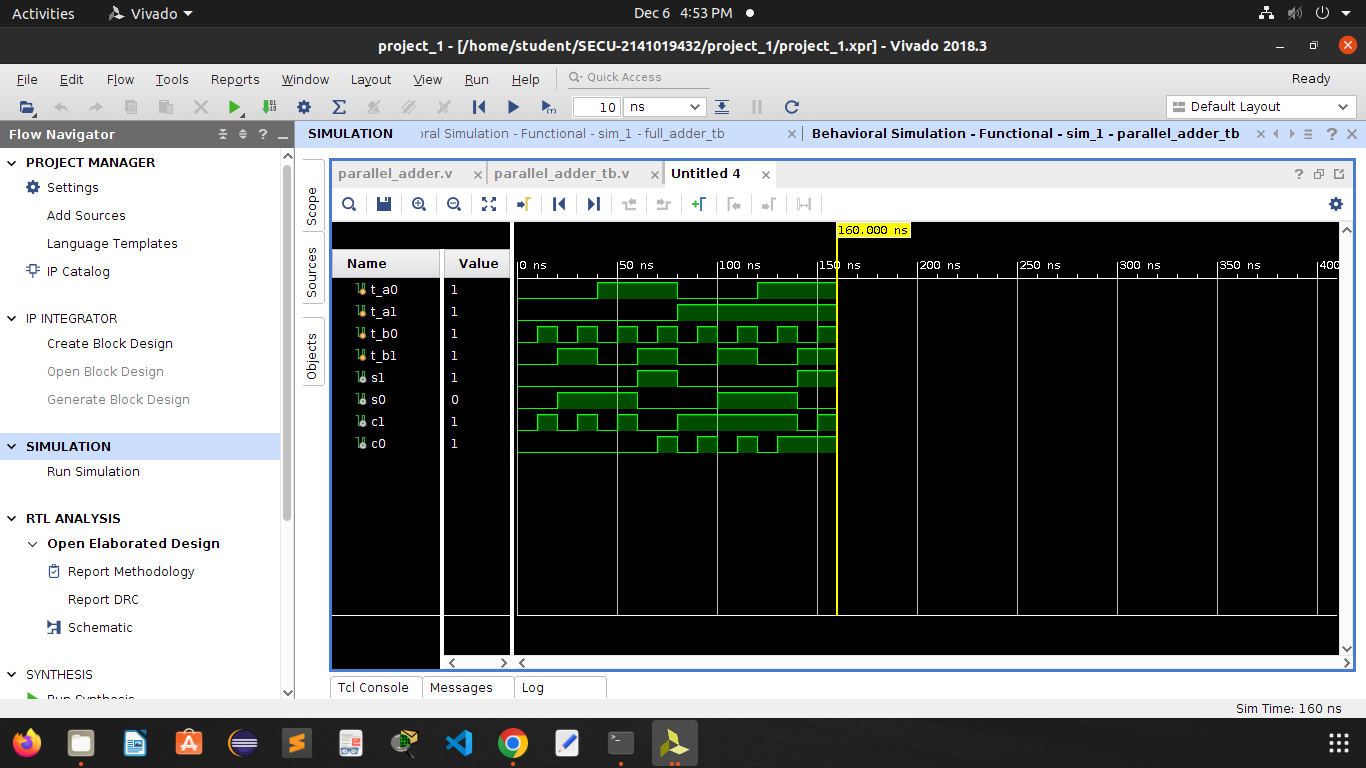 Activities Vivado Dec 6 4:53 PM
project_1 - [/home/student/SECU-2141019432/project_1/project_1.xpr] - Vivado 2018.3
File Edit Flow Tools Reports Window Layout View Run Help Quick Access Ready
10 ns Default Layout
Flow Navigator
SIMULATION ral Simulation - Functional - sim_1 - full_adder_tb Behavioral Simulation - Functional - sim_1 - parallel_adder_tb
PROJECT MANAGER
Settings
Add Sources
Language Templates
IP Catalog
IP INTEGRATOR
Create Block Design
Open Block Design
Generate Block Design
SIMULATION
Run Simulation
RTL ANALYSIS
Open Elaborated Design
Report Methodology
Report DRC
Schematic
SYNTHESIS
Run Synthesis
Scope
Sources
Objects
parallel_adder.v parallel_adder_tb.v Untitled 4
160.000 ns
Name Value
0 ns 50 ns 100 ns 150 ns 200 ns 250 ns 300 ns 350 ns 400
t_a0 1
t_a1 1
t_b0 1
t_b1 1
s1 1
s0 0
c1 1
c0 1
Tcl Console Messages Log
Sim Time: 160 ns